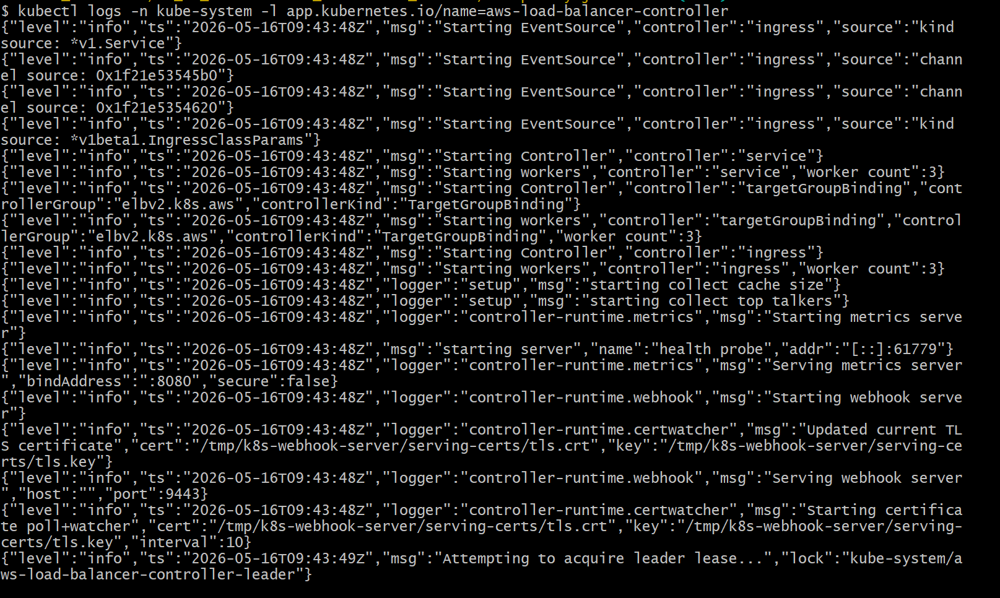 $ kubectl logs -n kube-system -l app.kubernetes.io/name=aws-load-balancer-controller
{"level":"info","ts":"2026-05-16T09:43:48Z","msg":"Starting EventSource","controller":"ingress","source":"kind
source: *v1.Service"}
{"level":"info","ts":"2026-05-16T09:43:48Z","msg":"Starting EventSource","controller":"ingress","source":"chann
el source: 0x1f21e53545b0"}
{"level":"info","ts":"2026-05-16T09:43:48Z","msg":"Starting EventSource","controller":"ingress","source":"chann
el source: 0x1f21e5354620"}
{"level":"info","ts":"2026-05-16T09:43:48Z","msg":"Starting EventSource","controller":"ingress","source":"kind
source: *v1beta1.IngressClassParams"}
{"level":"info","ts":"2026-05-16T09:43:48Z","msg":"Starting Controller","controller":"service"}
{"level":"info","ts":"2026-05-16T09:43:48Z","msg":"Starting workers","controller":"service","worker count":3}
{"level":"info","ts":"2026-05-16T09:43:48Z","msg":"Starting Controller","controller":"targetGroupBinding","cont
rollerGroup":"elbv2.k8s.aws","controllerKind":"TargetGroupBinding"}
{"level":"info","ts":"2026-05-16T09:43:48Z","msg":"Starting workers","controller":"targetGroupBinding","control
lerGroup":"elbv2.k8s.aws","controllerKind":"TargetGroupBinding","worker count":3}
{"level":"info","ts":"2026-05-16T09:43:48Z","msg":"Starting Controller","controller":"ingress"}
{"level":"info","ts":"2026-05-16T09:43:48Z","msg":"Starting workers","controller":"ingress","worker count":3}
{"level":"info","ts":"2026-05-16T09:43:48Z","logger":"setup","msg":"starting collect cache size"}
{"level":"info","ts":"2026-05-16T09:43:48Z","logger":"setup","msg":"starting collect top talkers"}
{"level":"info","ts":"2026-05-16T09:43:48Z","logger":"controller-runtime.metrics","msg":"Starting metrics serve
r"}
{"level":"info","ts":"2026-05-16T09:43:48Z","msg":"starting server","name":"health probe","addr":"[::]:61779"}
{"level":"info","ts":"2026-05-16T09:43:48Z","logger":"controller-runtime.metrics","msg":"Serving metrics server
","bindAddress":":8080","secure":false}
{"level":"info","ts":"2026-05-16T09:43:48Z","logger":"controller-runtime.webhook","msg":"Starting webhook serve
r"}
{"level":"info","ts":"2026-05-16T09:43:48Z","logger":"controller-runtime.certwatcher","msg":"Updated current TL
S certificate","cert":"/tmp/k8s-webhook-server/serving-certs/tls.crt","key":"/tmp/k8s-webhook-server/serving-ce
rts/tls.key"}
{"level":"info","ts":"2026-05-16T09:43:48Z","logger":"controller-runtime.webhook","msg":"Serving webhook server
","host":"","port":9443}
{"level":"info","ts":"2026-05-16T09:43:48Z","logger":"controller-runtime.certwatcher","msg":"Starting certifica
te poll+watcher","cert":"/tmp/k8s-webhook-server/serving-certs/tls.crt","key":"/tmp/k8s-webhook-server/serving-
certs/tls.key","interval":10}
{"level":"info","ts":"2026-05-16T09:43:49Z","msg":"Attempting to acquire leader lease...","lock":"kube-system/a
ws-load-balancer-controller-leader"}